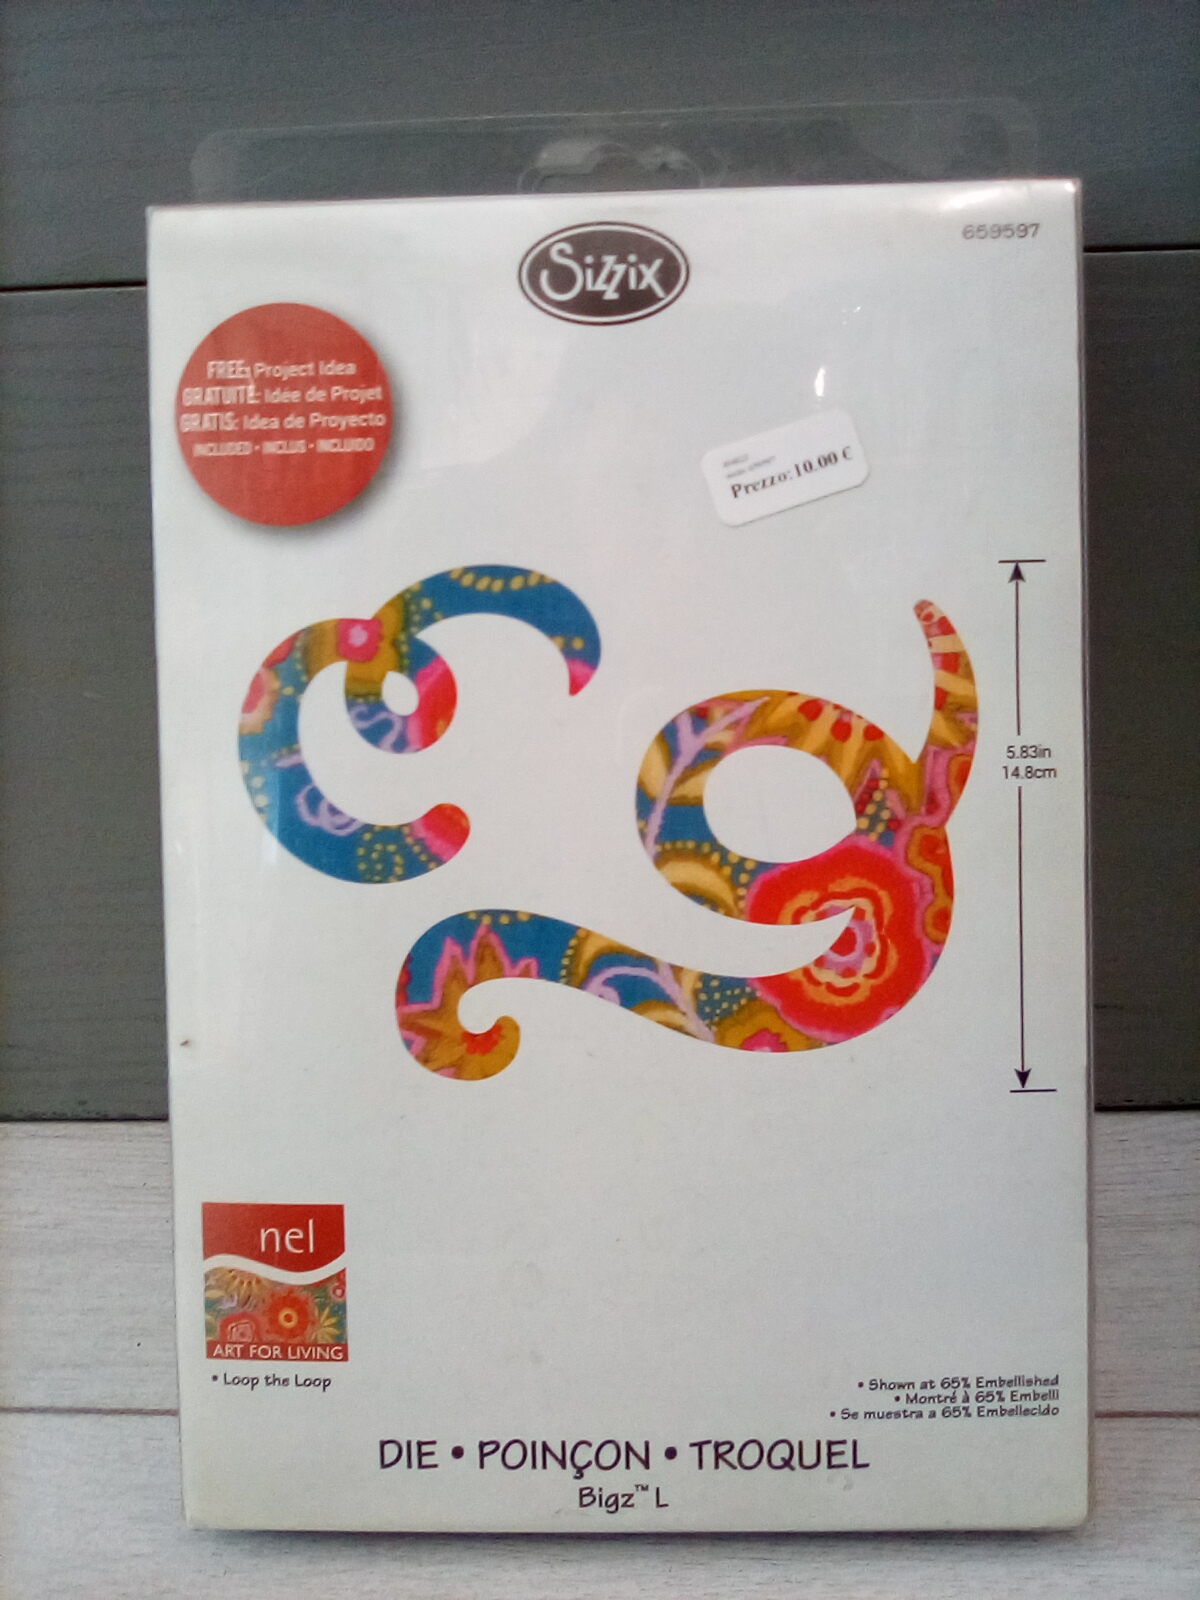 659597
Sizzix
FREE: Project Idea
GRATUITE: Idée de Projet
GRATIS: Idea de Proyecto
INCLUDED • INCLUS • INCLUIDO
Prezzo:10.00 €
5.83in
14.8cm
nel
ART FOR LIVING
• Loop the Loop
• Shown at 65% Embellished
• Montré à 65% Embelli
• Se muestra a 65% Embellecido
DIE • POINÇON • TROQUEL
Bigz™ L